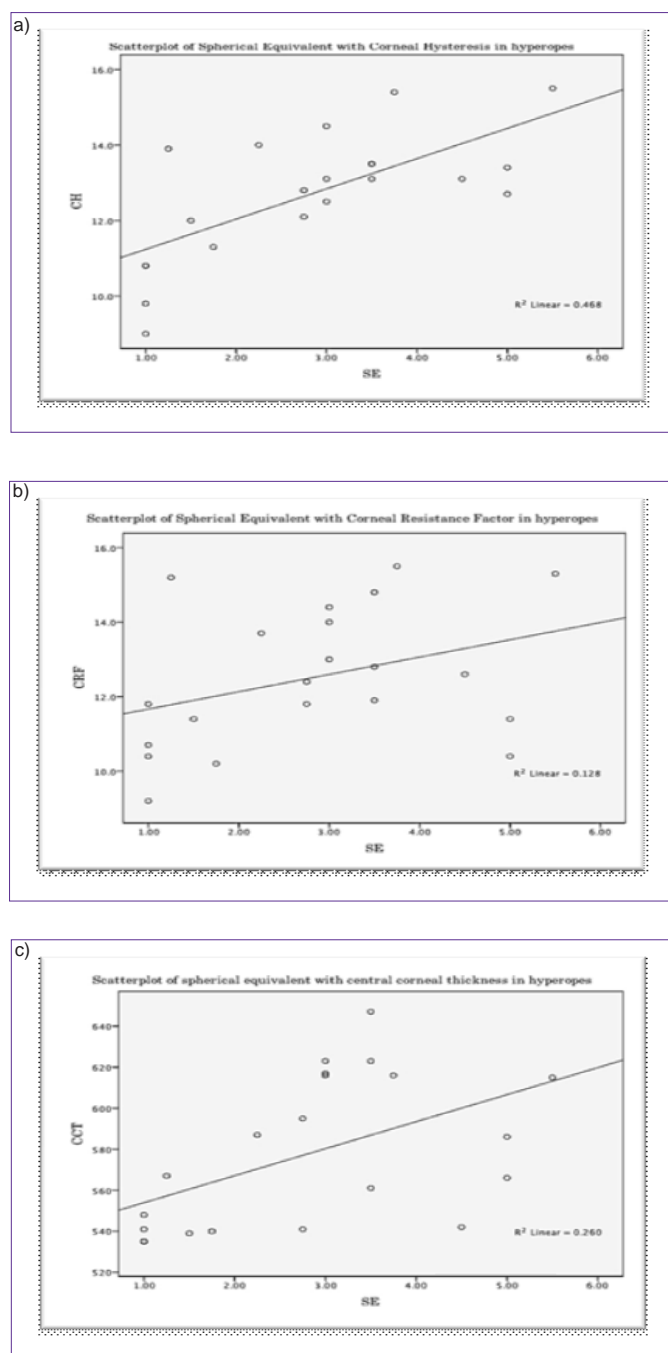 a)
Scatterplot of Spherical Equivalent with Corneal Hysteresis in hyperopes
16.0
14.0
12.0
10.0
CH
R² Linear = 0.468
1.00 2.00 3.00 4.00 5.00 6.00
SE
b)
Scatterplot of Spherical Equivalent with Corneal Resistance Factor in hyperopes
16.0
14.0
12.0
10.0
CRF
R² Linear = 0.128
1.00 2.00 3.00 4.00 5.00 6.00
SE
c)
Scatterplot of spherical equivalent with central corneal thickness in hyperopes
640
620
600
580
560
540
520
CCT
R² Linear = 0.260
1.00 2.00 3.00 4.00 5.00 6.00
SE